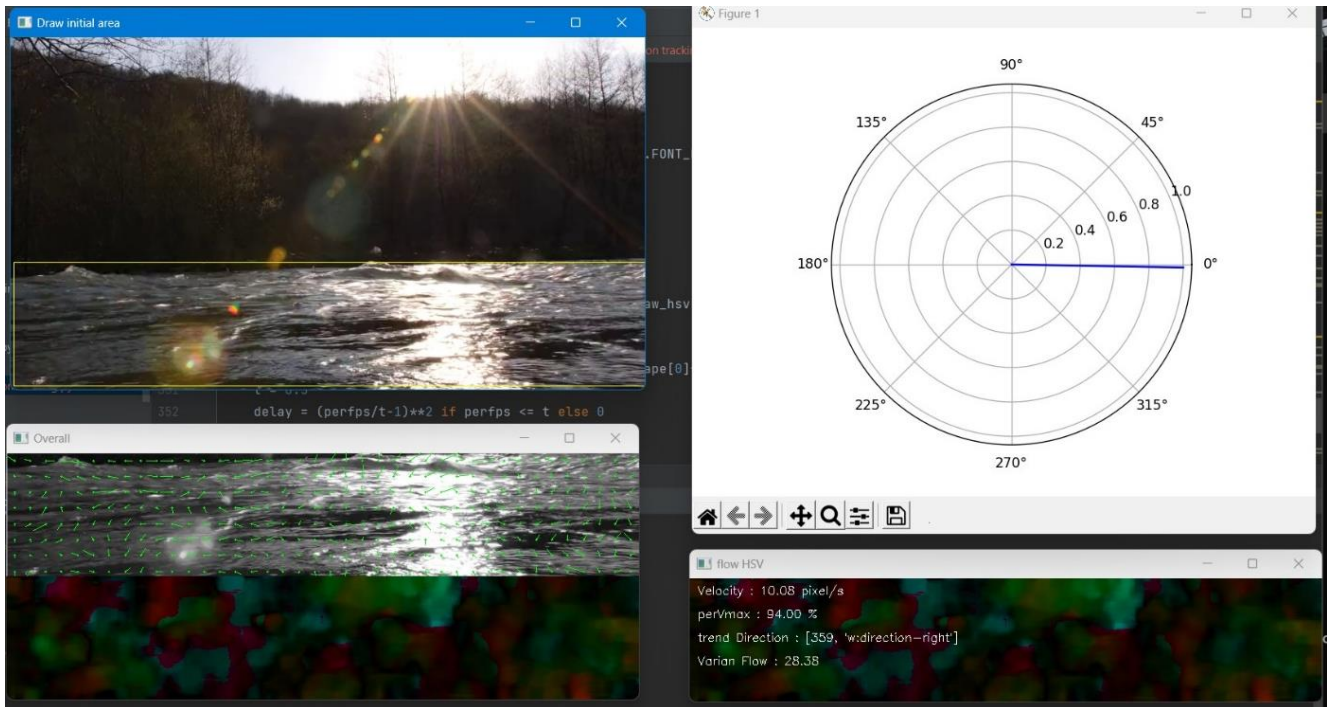 Draw initial area
on tracki
.FONT_
aw_hsv
ape[0]
352 delay = (perfps/t-1)**2 if perfps <= t else 0
Overall
Figure 1
90°
135° 45°
1.0
0.8
0.6
0.4
0.2
180° 0°
225° 315°
270°
flow HSV
Velocity : 10.08 pixel/s
perVmax : 94.00 %
trend Direction : [359, 'w:direction-right']
Varian Flow : 28.38